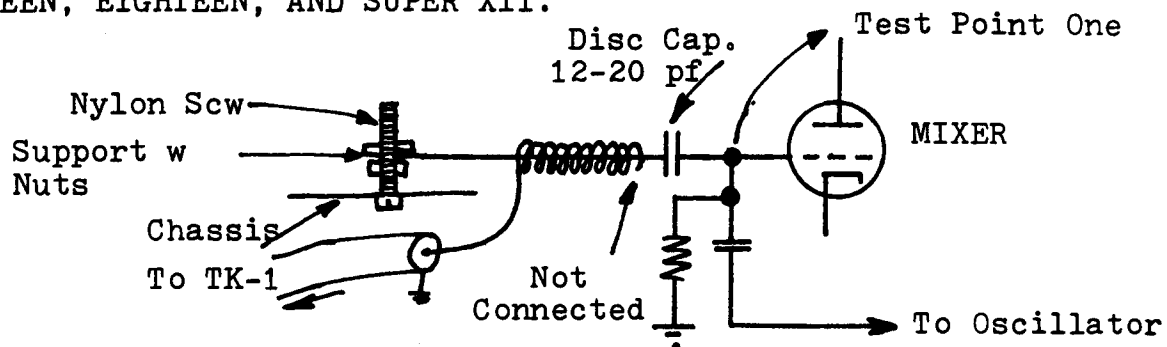 EEN, EIGHTEEN, AND SUPER XII.
Disc Cap.
12-20 pf
Test Point One
Nylon Scw
Support w
Nuts
MIXER
Chassis
To TK-1
Not
Connected
To Oscillator